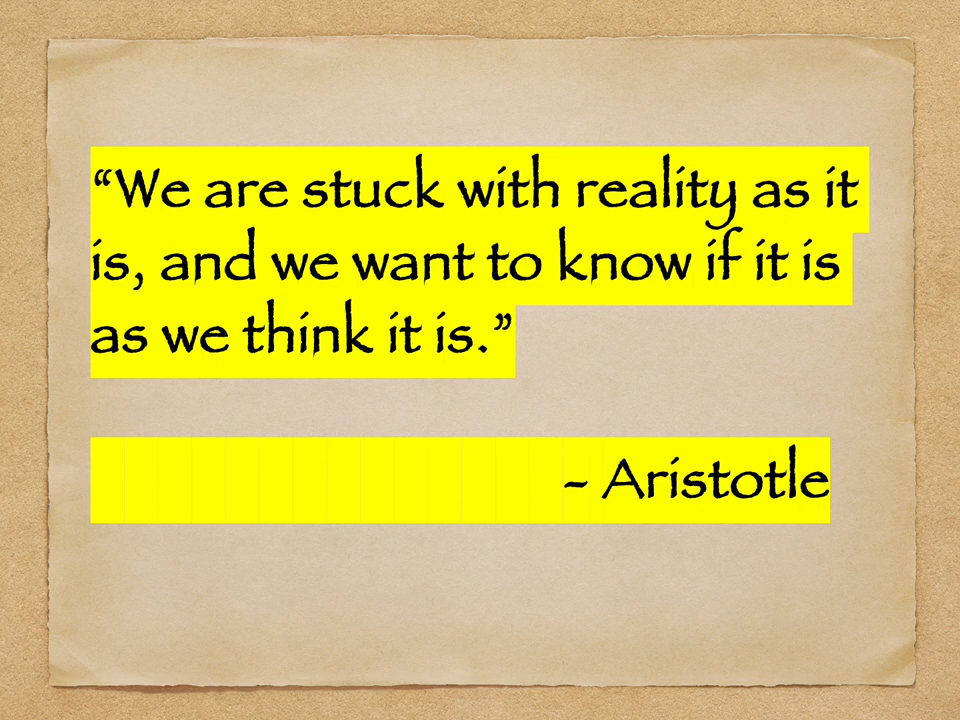 “We are stuck with reality as it
is, and we want to know if it is
as we think it is.”
- Aristotle